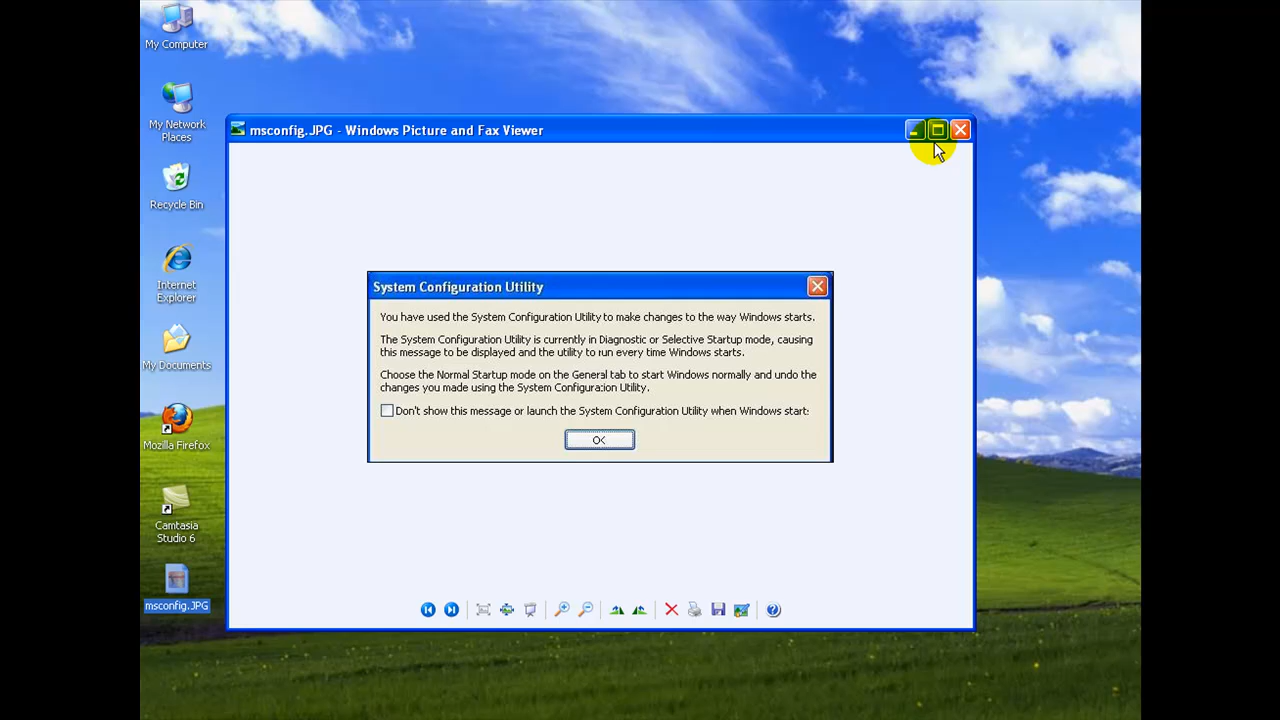 My Computer
My Network
Places
Recycle Bin
Internet
Explorer
My Documents
Mozilla Firefox
Camtasia
Studio 6
msconfig.JPG
msconfig.JPG - Windows Picture and Fax Viewer
System Configuration Utility
You have used the System Configuration Utility to make changes to the way Windows starts.
The System Configuration Utility is currently in Diagnostic or Selective Startup mode, causing
this message to be displayed and the utility to run every time Windows starts.
Choose the Normal Startup mode on the General tab to start Windows normally and undo the
changes you made using the System Configuration Utility.
Don't show this message or launch the System Configuration Utility when Windows start:
OK